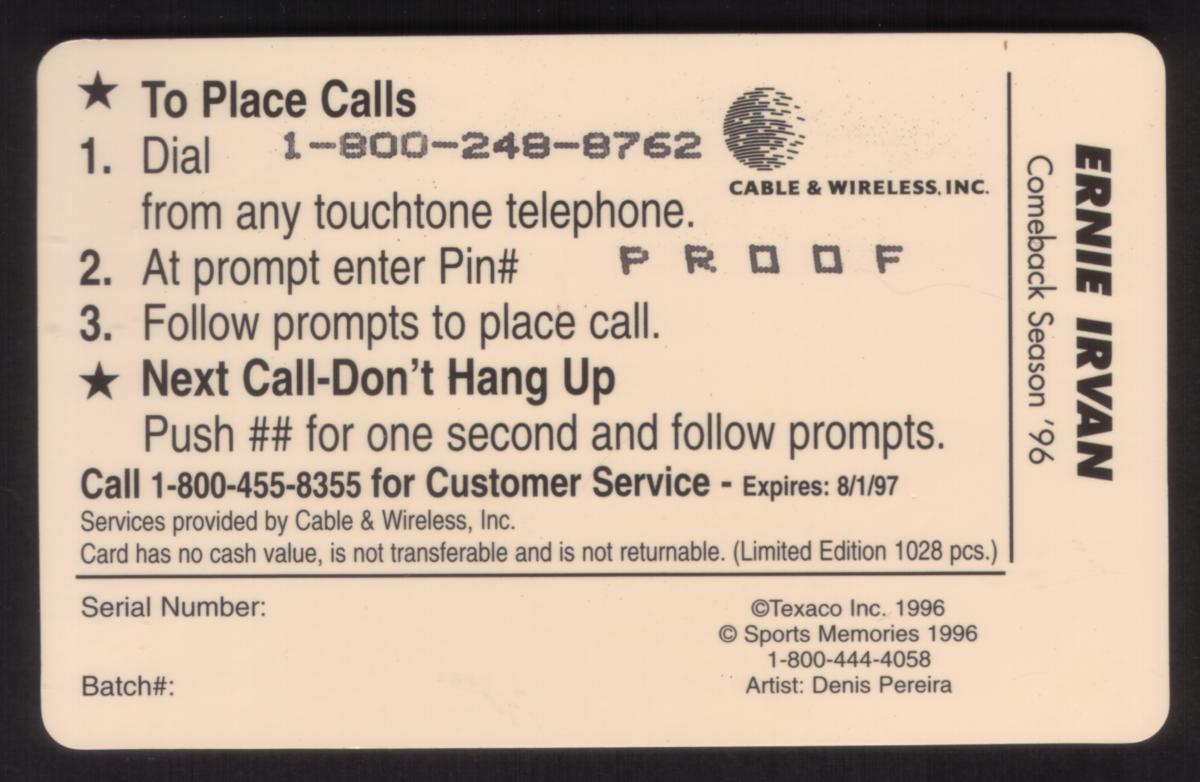 ★ To Place Calls
1. Dial 1-800-248-8762
from any touchtone telephone.
CABLE & WIRELESS, INC.
2. At prompt enter Pin# PROOF
3. Follow prompts to place call.
★ Next Call-Don't Hang Up
Push ## for one second and follow prompts.
Call 1-800-455-8355 for Customer Service - Expires: 8/1/97
Services provided by Cable & Wireless, Inc.
Card has no cash value, is not transferable and is not returnable. (Limited Edition 1028 pcs.)
ERNIE IRVAN
Comeback Season '96
Serial Number:
Batch#:
©Texaco Inc. 1996
© Sports Memories 1996
1-800-444-4058
Artist: Denis Pereira